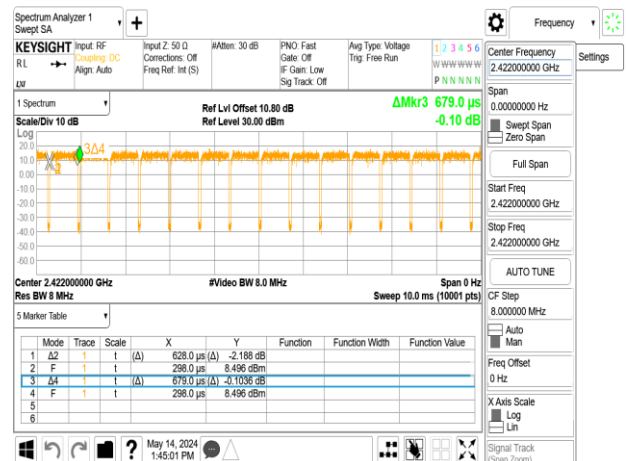 Spectrum Analyzer 1
Swept SA
Frequency
KEYSIGHT
RL
LXI
Input: RF
Coupling: DC
Align: Auto
Input Z: 50 Ω
Corrections: Off
Freq Ref: Int (S)
#Atten: 30 dB
PNO: Fast
Gate: Off
IF Gain: Low
Sig Track: Off
Avg Type: Voltage
Trig: Free Run
1 2 3 4 5 6
W W W W W W
P N N N N N
1 Spectrum
Scale/Div 10 dB
Ref Lvl Offset 10.80 dB
Ref Level 30.00 dBm
ΔMkr3 679.0 µs
-0.10 dB
Log
20.0
10.0
0.00
-10.0
-20.0
-30.0
-40.0
-50.0
-60.0
3Δ4
Center 2.422000000 GHz
#Video BW 8.0 MHz
Span 0 Hz
Res BW 8 MHz
Sweep 10.0 ms (10001 pts)
5 Marker Table
Mode Trace Scale X Y Function Function Width Function Value
1 Δ2 1 t (Δ) 628.0 µs (Δ) -2.188 dB
2 F 1 t 298.0 µs 8.496 dBm
3 Δ4 1 t (Δ) 679.0 µs (Δ) -0.1036 dB
4 F 1 t 298.0 µs 8.496 dBm
5
6
May 14, 2024
1:45:01 PM
Center Frequency
2.422000000 GHz
Settings
Span
0.00000000 Hz
Swept Span
Zero Span
Full Span
Start Freq
2.422000000 GHz
Stop Freq
2.422000000 GHz
AUTO TUNE
CF Step
8.000000 MHz
Auto
Man
Freq Offset
0 Hz
X Axis Scale
Log
Lin
Signal Track
(Span Zoom)